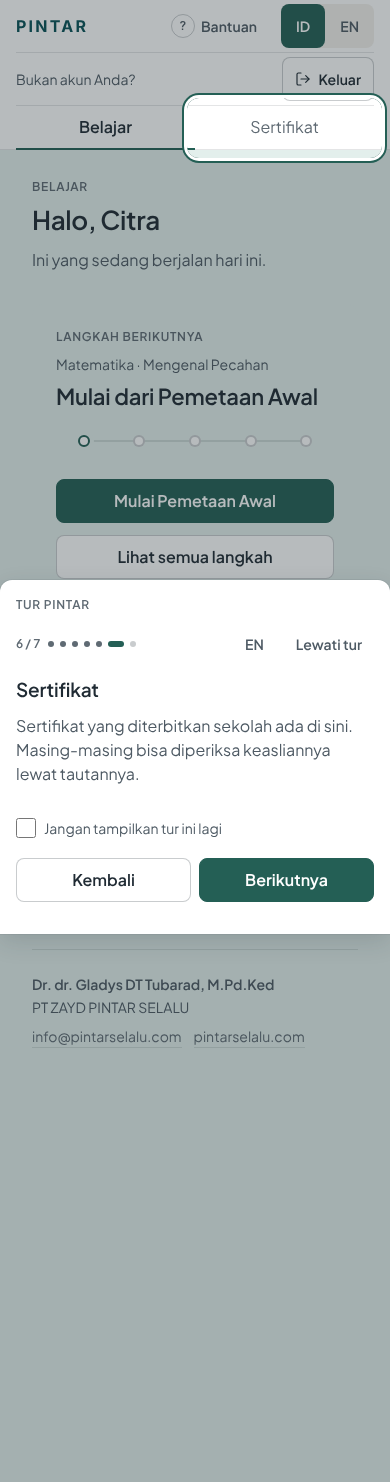 PINTAR
? Bantuan ID EN
Bukan akun Anda? Keluar
Belajar Sertifikat
BELAJAR
Halo, Citra
Ini yang sedang berjalan hari ini.
LANGKAH BERIKUTNYA
Matematika · Mengenal Pecahan
Mulai dari Pemetaan Awal
Mulai Pemetaan Awal
Lihat semua langkah
TUR PINTAR
6 / 7 EN Lewati tur
Sertifikat
Sertifikat yang diterbitkan sekolah ada di sini.
Masing-masing bisa diperiksa keasliannya
lewat tautannya.
Jangan tampilkan tur ini lagi
Kembali Berikutnya
Dr. dr. Gladys DT Tubarad, M.Pd.Ked
PT ZAYD PINTAR SELALU
info@pintarselalu.com pintarselalu.com